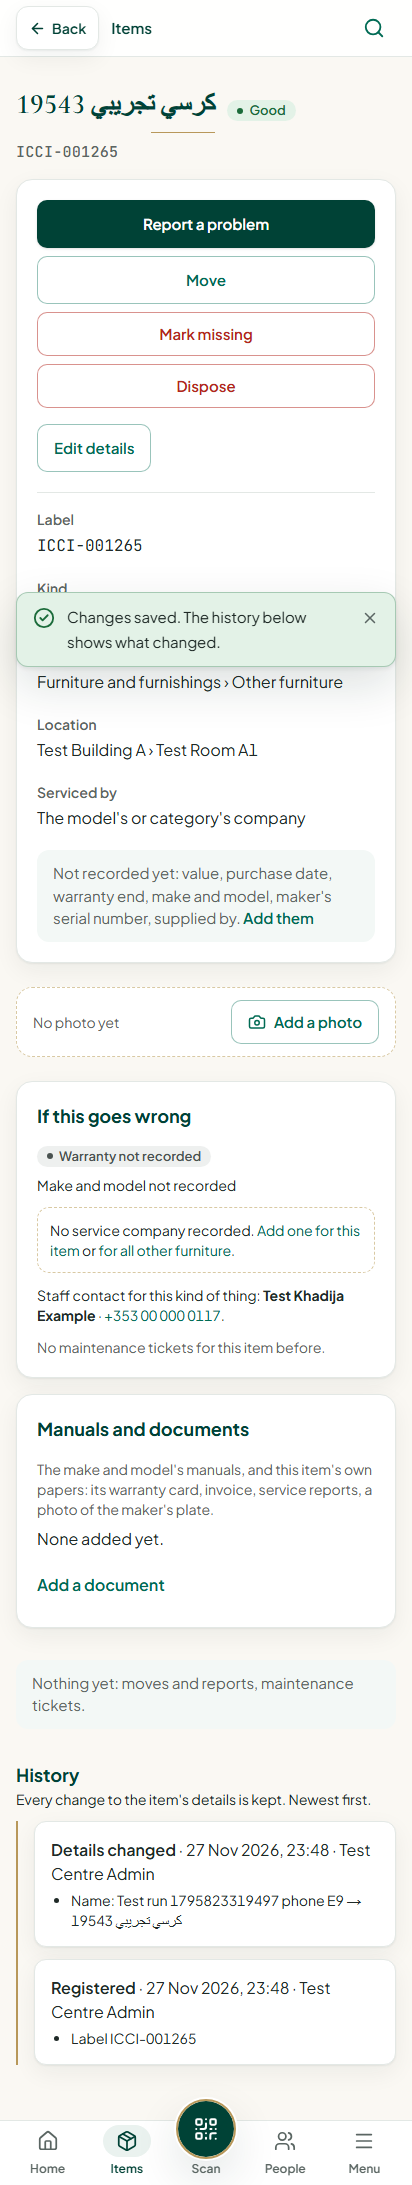 Back
Items
كرسي تجريبي 19543
Good
ICCI-001265
Report a problem
Move
Mark missing
Dispose
Edit details
Label
ICCI-001265
Kind
Changes saved. The history below
shows what changed.
Furniture and furnishings › Other furniture
Location
Test Building A › Test Room A1
Serviced by
The model's or category's company
Not recorded yet: value, purchase date,
warranty end, make and model, maker's
serial number, supplied by. Add them
No photo yet
Add a photo
If this goes wrong
Warranty not recorded
Make and model not recorded
No service company recorded. Add one for this
item or for all other furniture.
Staff contact for this kind of thing: Test Khadija
Example · +353 00 000 0117.
No maintenance tickets for this item before.
Manuals and documents
The make and model's manuals, and this item's own
papers: its warranty card, invoice, service reports, a
photo of the maker's plate.
None added yet.
Add a document
Nothing yet: moves and reports, maintenance
tickets.
History
Every change to the item's details is kept. Newest first.
Details changed · 27 Nov 2026, 23:48 · Test
Centre Admin
Name: Test run 1795823319497 phone E9 →
كرسي تجريبي 19543
Registered · 27 Nov 2026, 23:48 · Test
Centre Admin
Label ICCI-001265
Home
Items
Scan
People
Menu